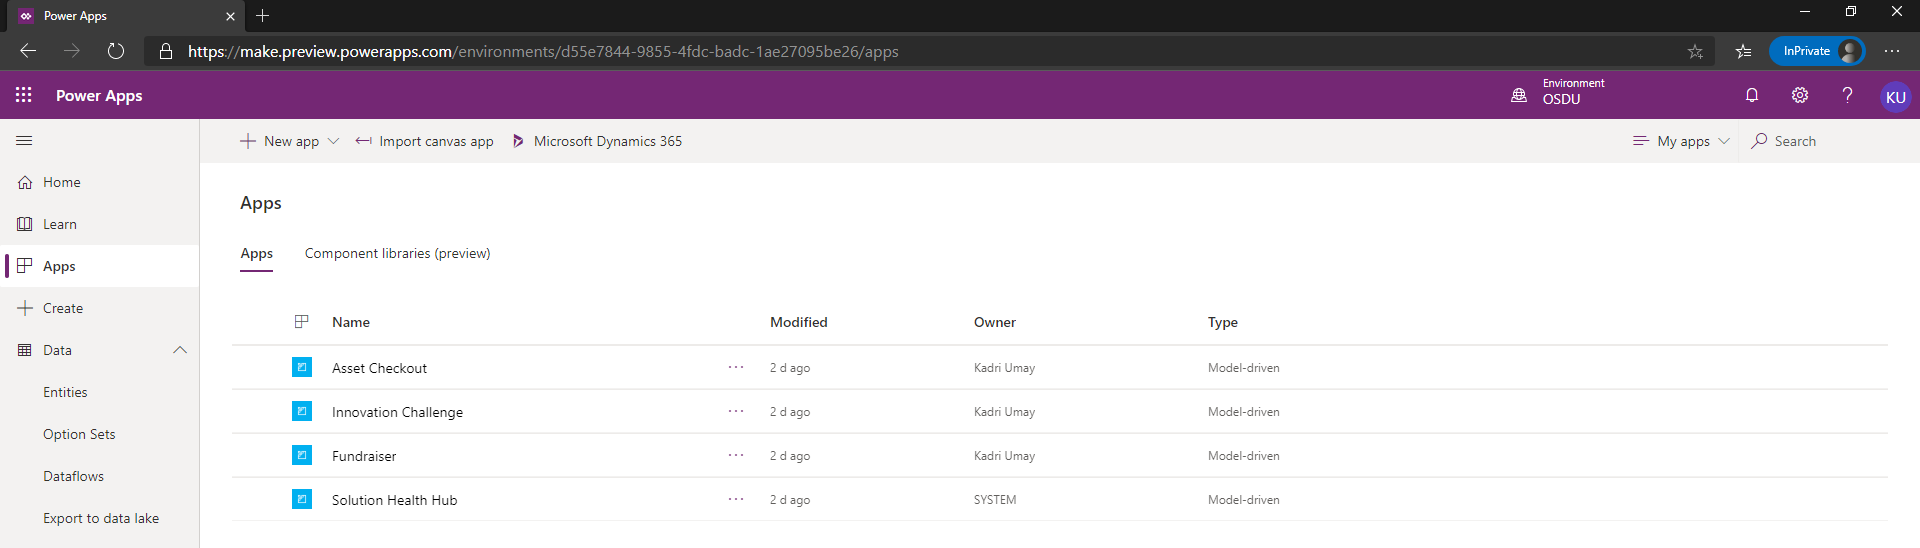 Power Apps
https://make.preview.powerapps.com/environments/d55e7844-9855-4fdc-badc-1ae27095be26/apps
InPrivate
Power Apps
Environment
OSDU
KU
New app
Import canvas app
Microsoft Dynamics 365
My apps
Search
Home
Learn
Apps
Create
Data
Entities
Option Sets
Dataflows
Export to data lake
Apps
Apps Component libraries (preview)
Name Modified Owner Type
Asset Checkout ... 2 d ago Kadri Umay Model-driven
Innovation Challenge ... 2 d ago Kadri Umay Model-driven
Fundraiser ... 2 d ago Kadri Umay Model-driven
Solution Health Hub ... 2 d ago SYSTEM Model-driven